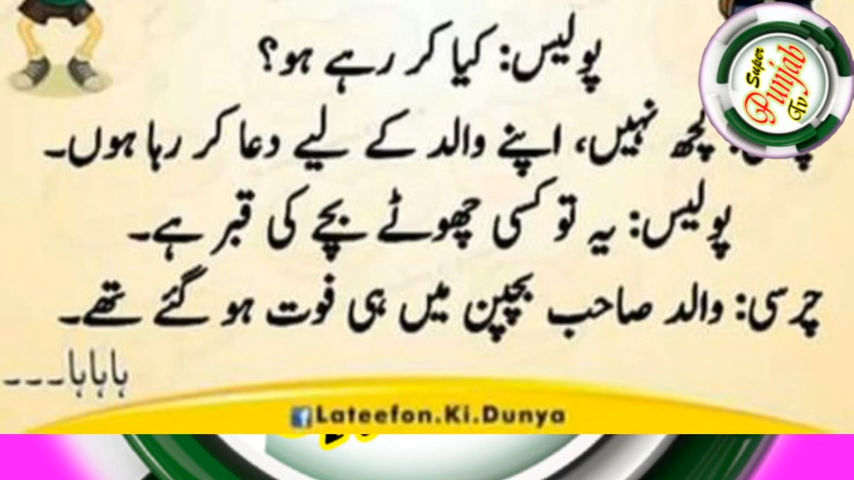 پولیس: کیا کر رہے ہو؟
کچھ نہیں، اپنے والد کے لیے دعا کر رہا ہوں۔
پولیس: یہ تو کسی چھوٹے بچے کی قبر ہے۔
چرسی: والد صاحب بچپن میں ہی فوت ہو گئے تھے۔
ہاہاہا۔۔۔
Lateefon.Ki.Dunya
Super
Punjab
Tv